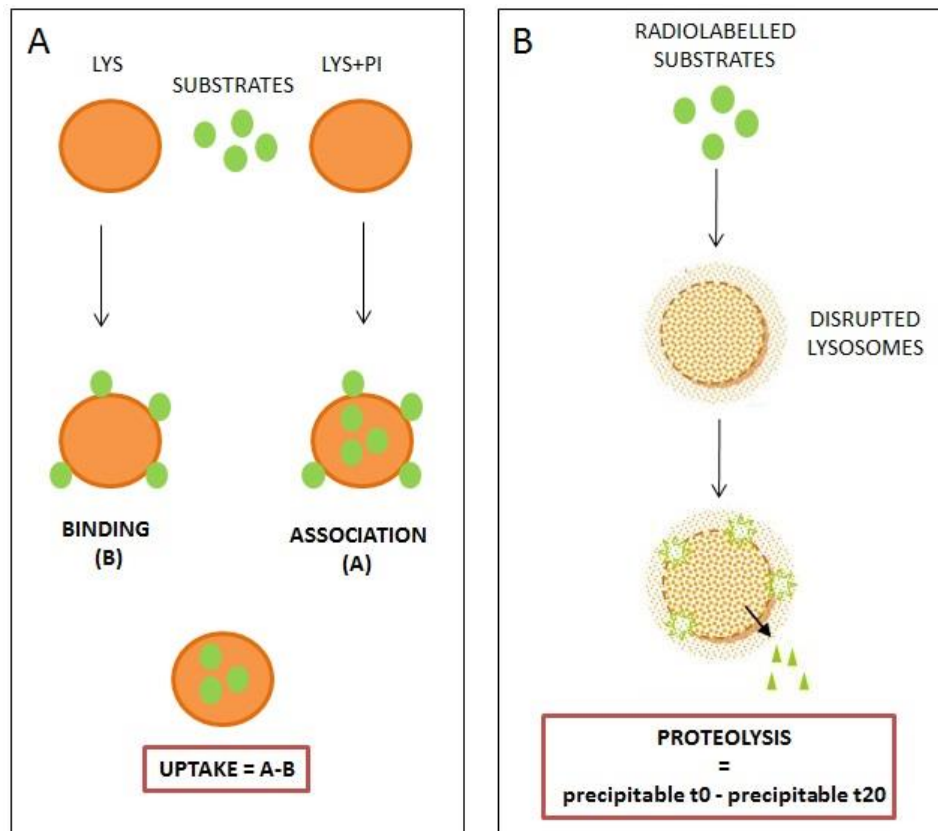 A
LYS
SUBSTRATES
LYS+PI
BINDING
(B)
ASSOCIATION
(A)
UPTAKE = A-B
B
RADIOLABELLED
SUBSTRATES
DISRUPTED
LYSOSOMES
PROTEOLYSIS
=
precipitable t0 - precipitable t20